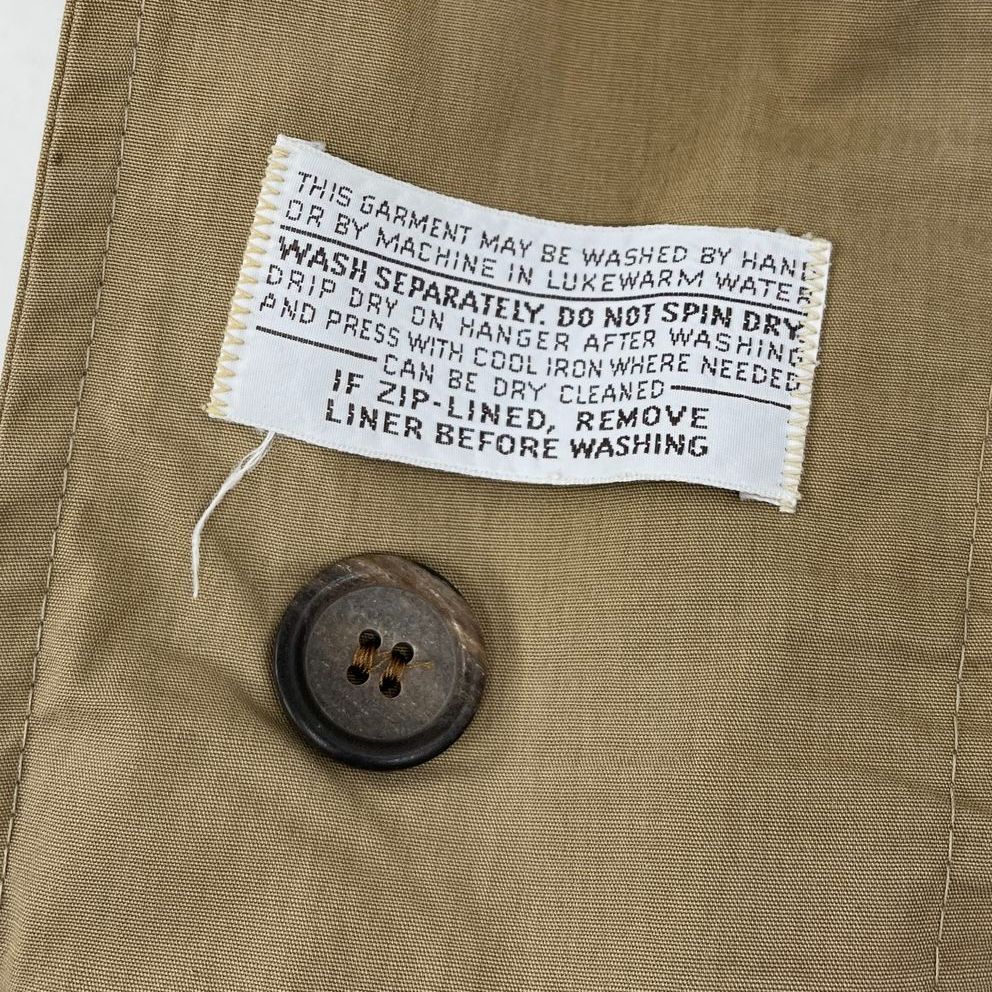 THIS GARMENT MAY BE WASHED BY HAND
OR BY MACHINE IN LUKEWARM WATER
WASH SEPARATELY. DO NOT SPIN DRY
DRIP DRY ON HANGER AFTER WASHING
AND PRESS WITH COOL IRON WHERE NEEDED
CAN BE DRY CLEANED
IF ZIP-LINED, REMOVE
LINER BEFORE WASHING